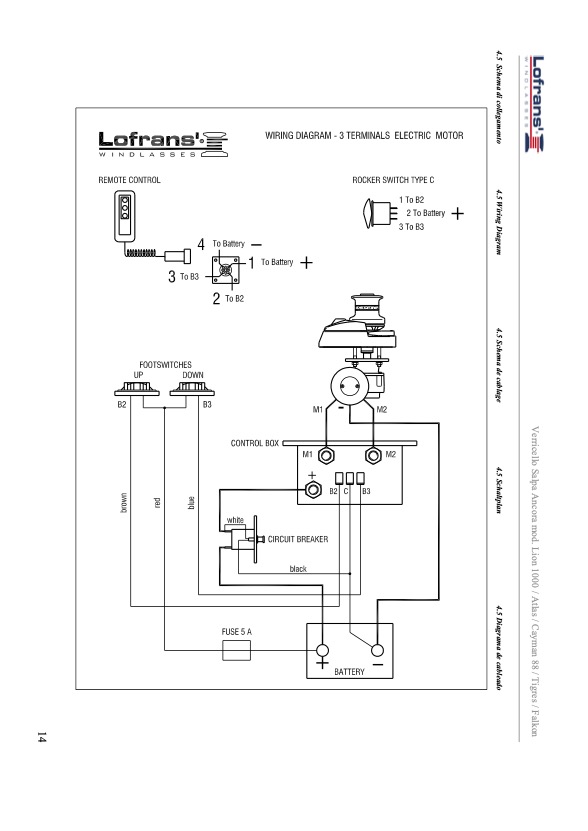 Lofrans'
WINDLASSES
Verricello Salpa Ancora mod. Lion 1000 / Atlas / Cayman 88 / Tigres / Falkon
4.5 Schema di collegamento
4.5 Wiring Diagram
4.5 Schema de cablage
4.5 Schaltplan
4.5 Diagrama de cableado
Lofrans'
WINDLASSES
WIRING DIAGRAM - 3 TERMINALS ELECTRIC MOTOR
REMOTE CONTROL
ROCKER SWITCH TYPE C
1 To B2
2 To Battery +
3 To B3
4 To Battery −
1 To Battery +
3 To B3
2 To B2
FOOTSWITCHES
UP DOWN
B2 B3
M1 - M2
CONTROL BOX
M1 M2
+
B2 C B3
brown
red
blue
white
CIRCUIT BREAKER
black
FUSE 5 A
+ −
BATTERY
14